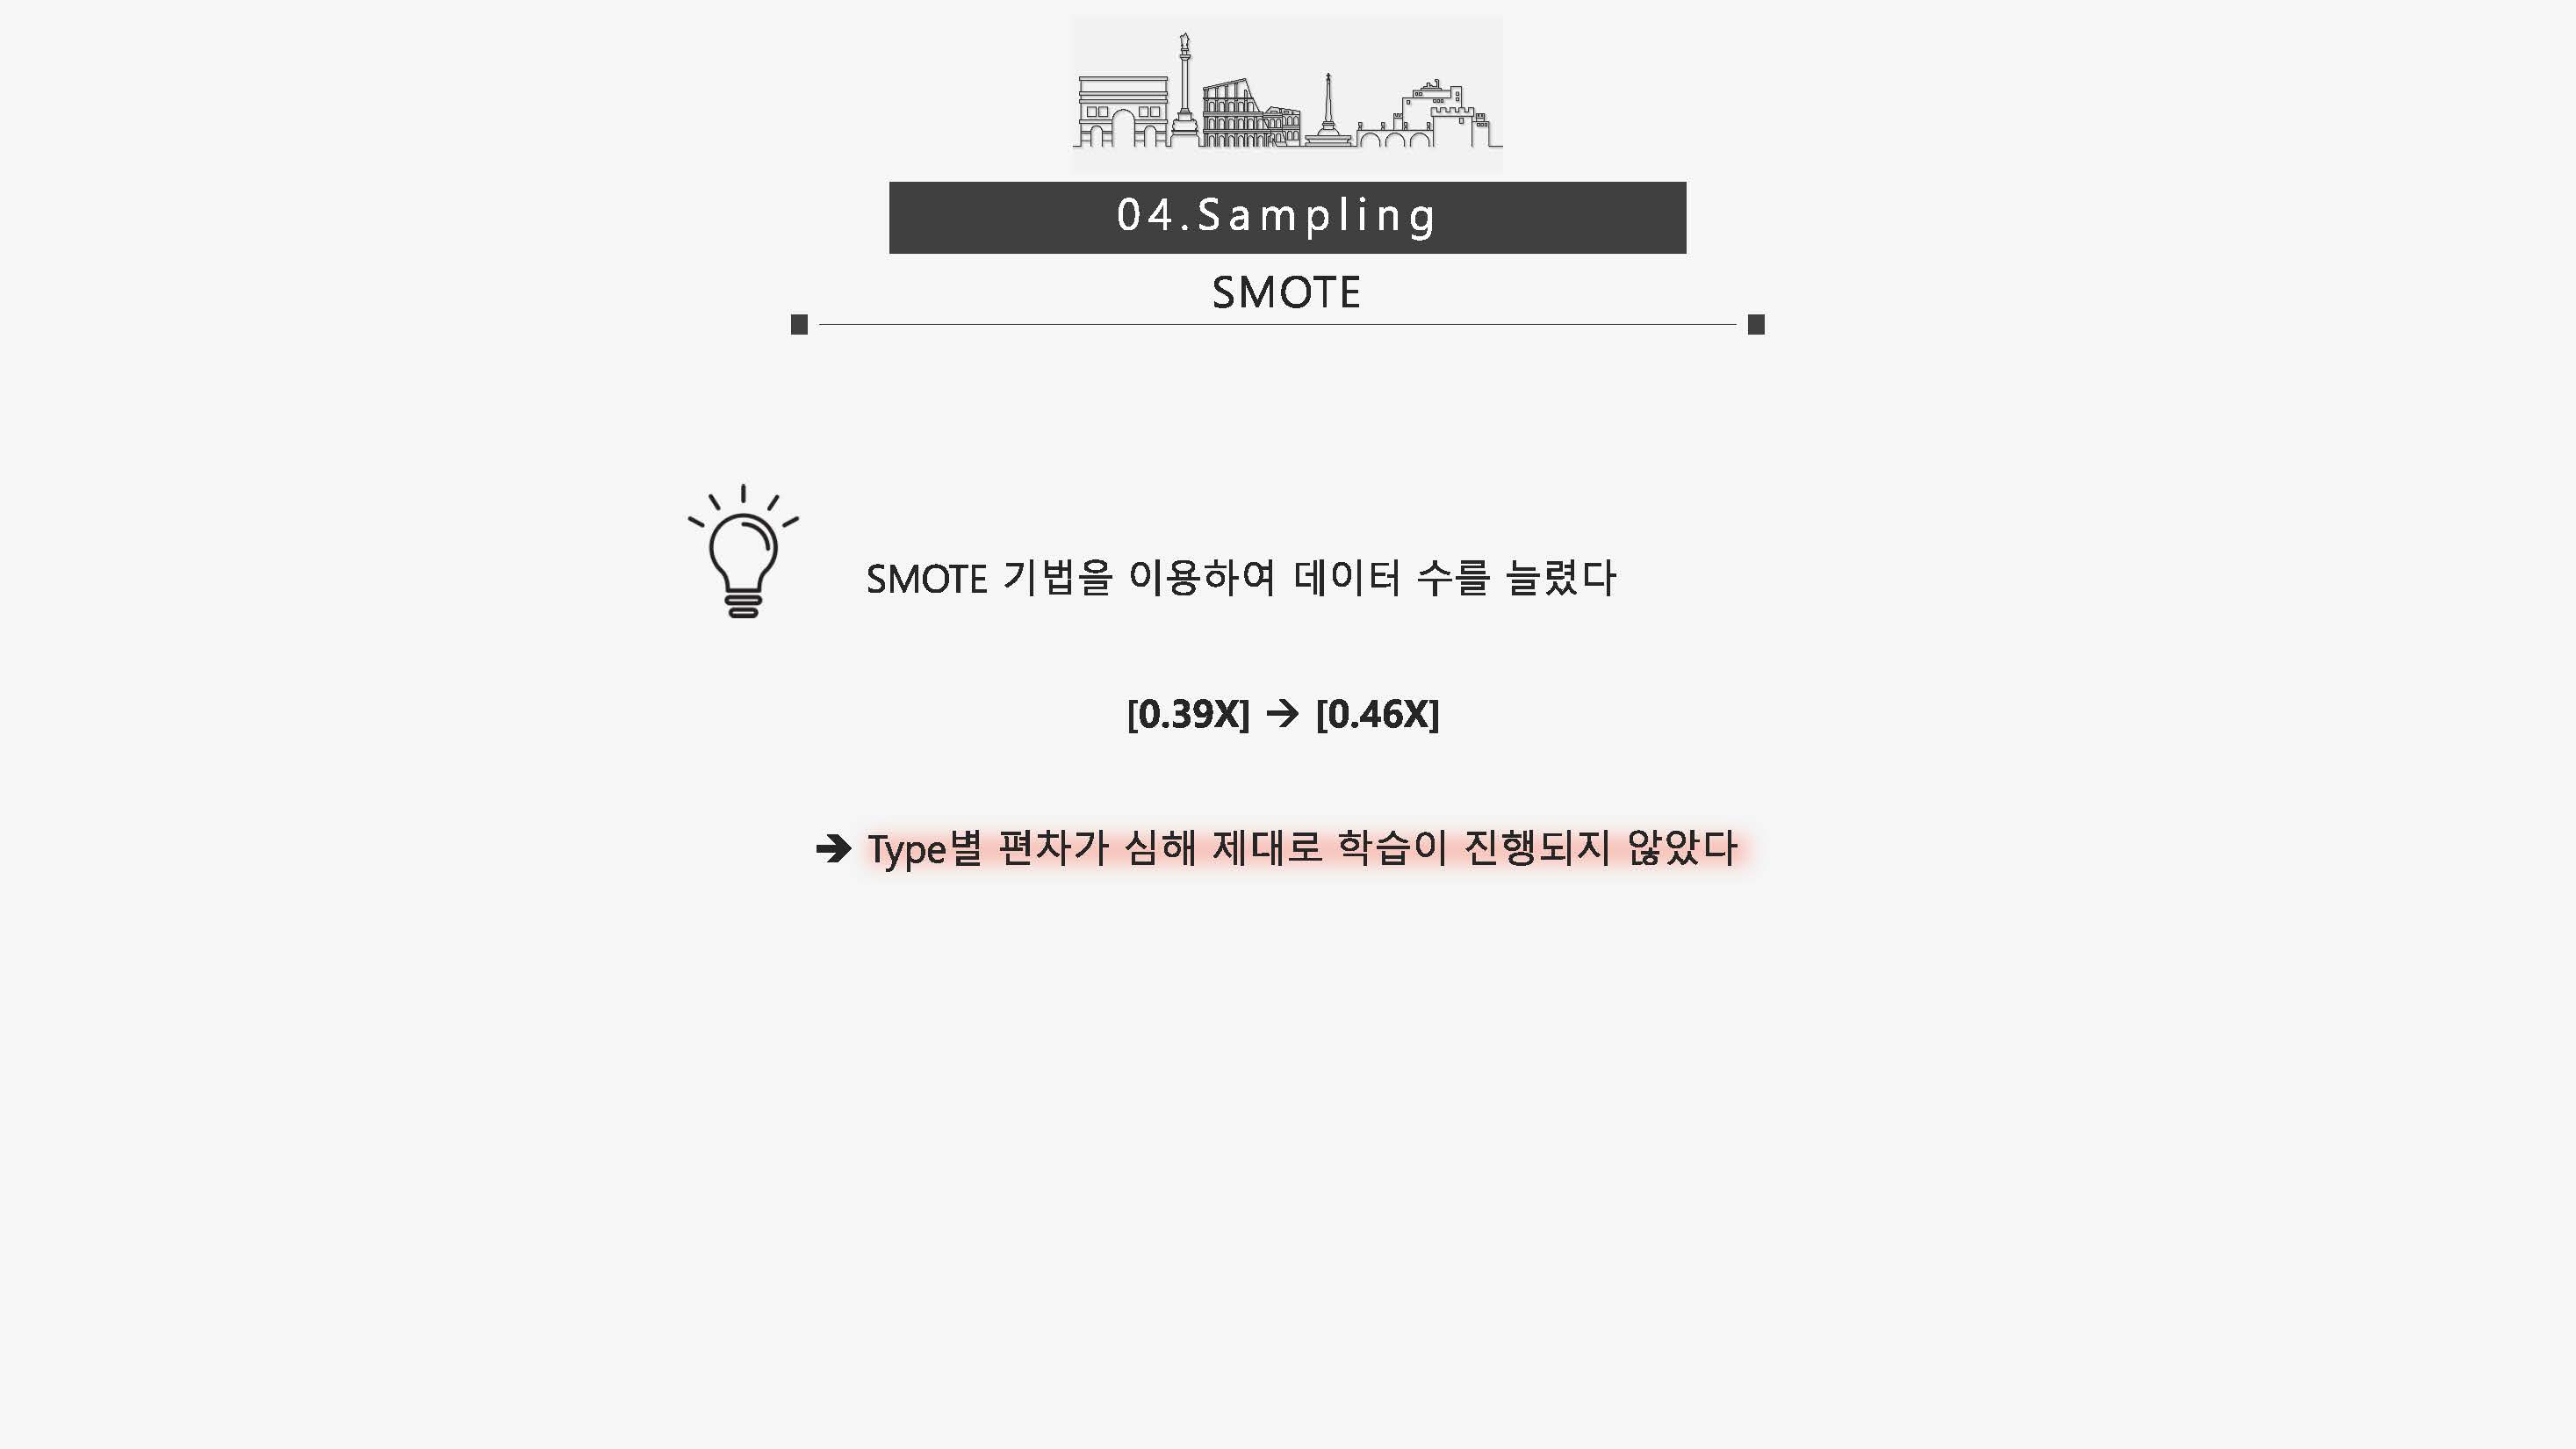 04.Sampling
SMOTE
SMOTE 기법을 이용하여 데이터 수를 늘렸다
[0.39X] → [0.46X]
➔ Type별 편차가 심해 제대로 학습이 진행되지 않았다